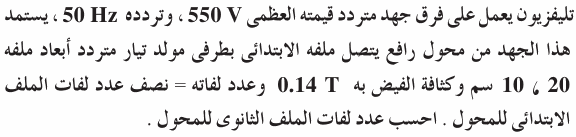 تليفزيون يعمل على فرق جهد متردد قيمته العظمى 550 V ، وتردده 50 Hz ، يستمد
هذا الجهد من محول رافع يتصل ملفه الابتدائى بطرفى مولد تيار متردد أبعاد ملفه
20 ، 10 سم وكثافة الفيض به 0.14 T وعدد لفاته = نصف عدد لفات الملف
الابتدائى للمحول . احسب عدد لفات الملف الثانوى للمحول .